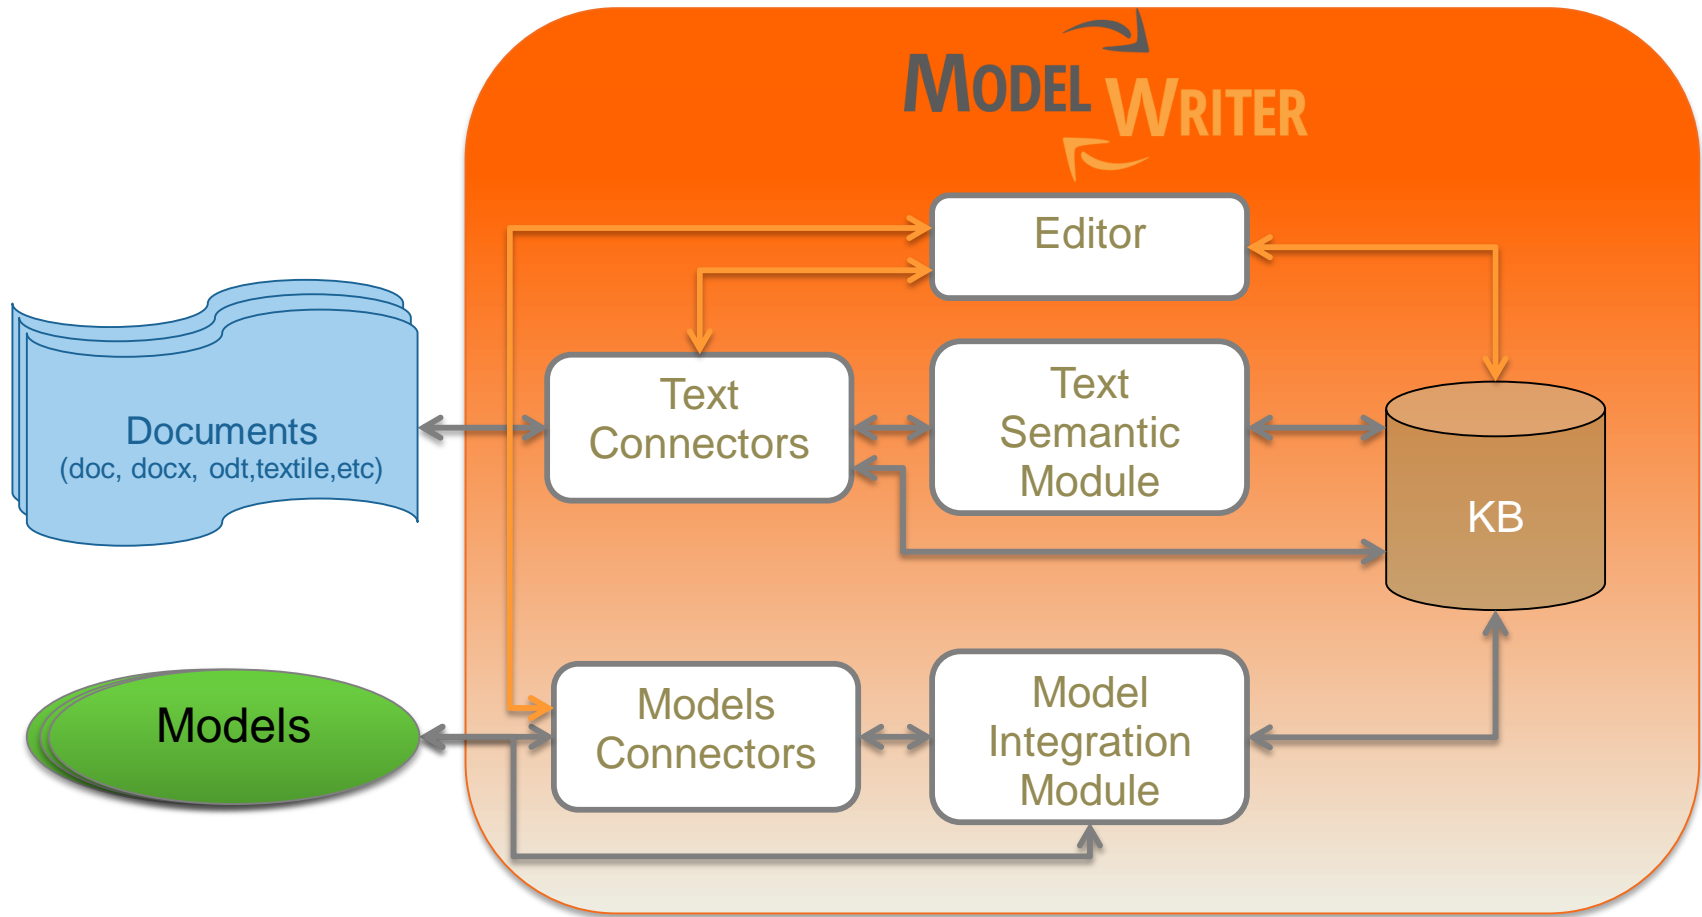 MODEL
WRITER
Editor
Text
Connectors
Text
Semantic
Module
Documents
(doc, docx, odt,textile,etc)
KB
Models
Models
Connectors
Model
Integration
Module